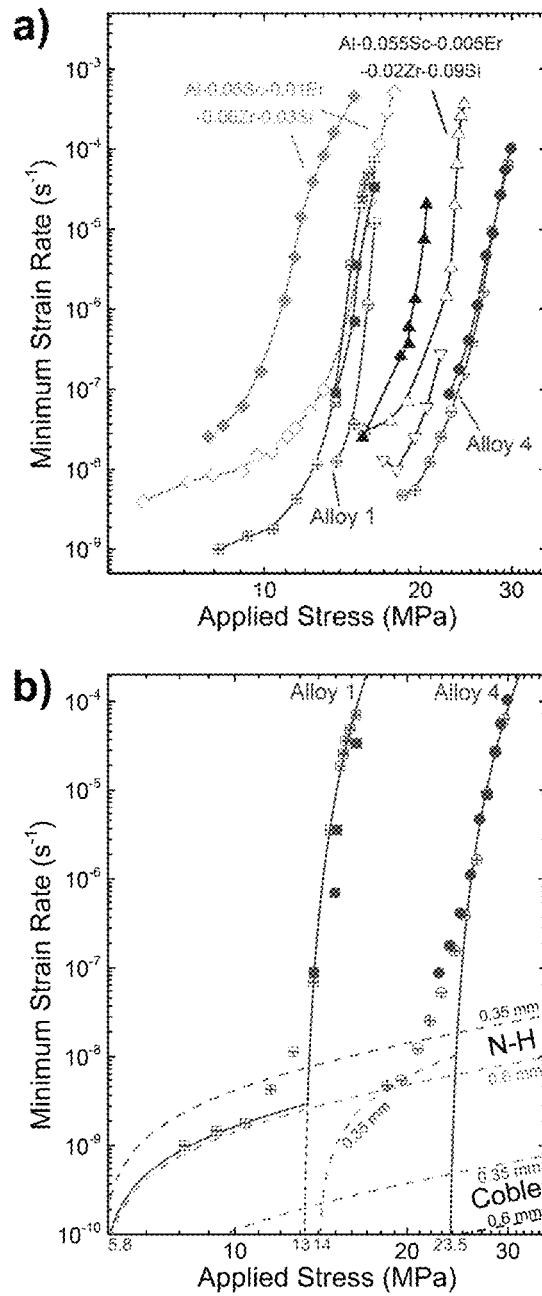 a)
Al-0.055Sc-0.005Er
-0.02Zr-0.09Si
Al-0.05Sc-0.01Er
-0.06Zr-0.03Si
10⁻³
10⁻⁴
10⁻⁵
10⁻⁶
10⁻⁷
10⁻⁸
10⁻⁹
Minimum Strain Rate (s⁻¹)
Alloy 1
Alloy 4
10
20
30
Applied Stress (MPa)
b)
Alloy 1
Alloy 4
10⁻⁴
10⁻⁵
10⁻⁶
10⁻⁷
10⁻⁸
10⁻⁹
10⁻¹⁰
Minimum Strain Rate (s⁻¹)
0.35 mm
N-H
0.6 mm
0.35 mm
0.35 mm
Coble
0.6 mm
5.8
10
13
14
20
23.5
30
Applied Stress (MPa)